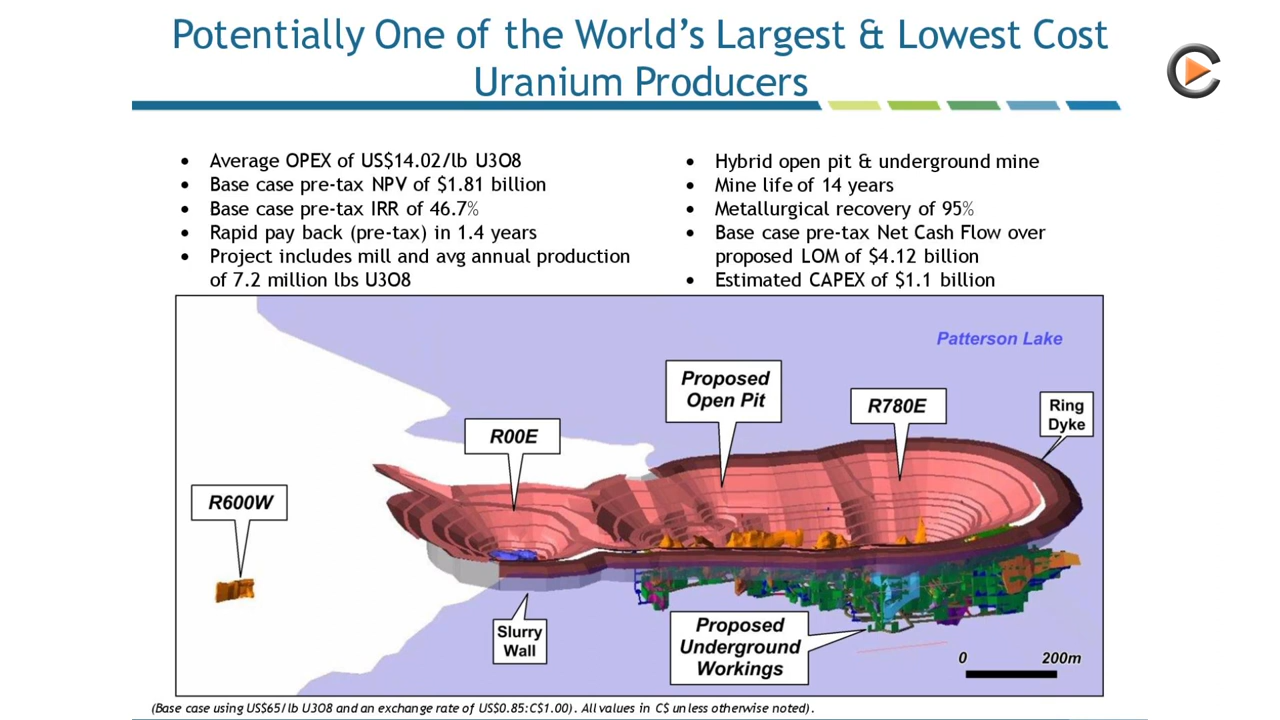 Potentially One of the World's Largest & Lowest Cost
Uranium Producers
• Average OPEX of US$14.02/lb U3O8
• Base case pre-tax NPV of $1.81 billion
• Base case pre-tax IRR of 46.7%
• Rapid pay back (pre-tax) in 1.4 years
• Project includes mill and avg annual production
of 7.2 million lbs U3O8
• Hybrid open pit & underground mine
• Mine life of 14 years
• Metallurgical recovery of 95%
• Base case pre-tax Net Cash Flow over
proposed LOM of $4.12 billion
• Estimated CAPEX of $1.1 billion
Patterson Lake
Proposed
Open Pit
R780E
Ring
Dyke
R00E
R600W
Slurry
Wall
Proposed
Underground
Workings
0 200m
(Base case using US$65/lb U3O8 and an exchange rate of US$0.85:C$1.00). All values in C$ unless otherwise noted).